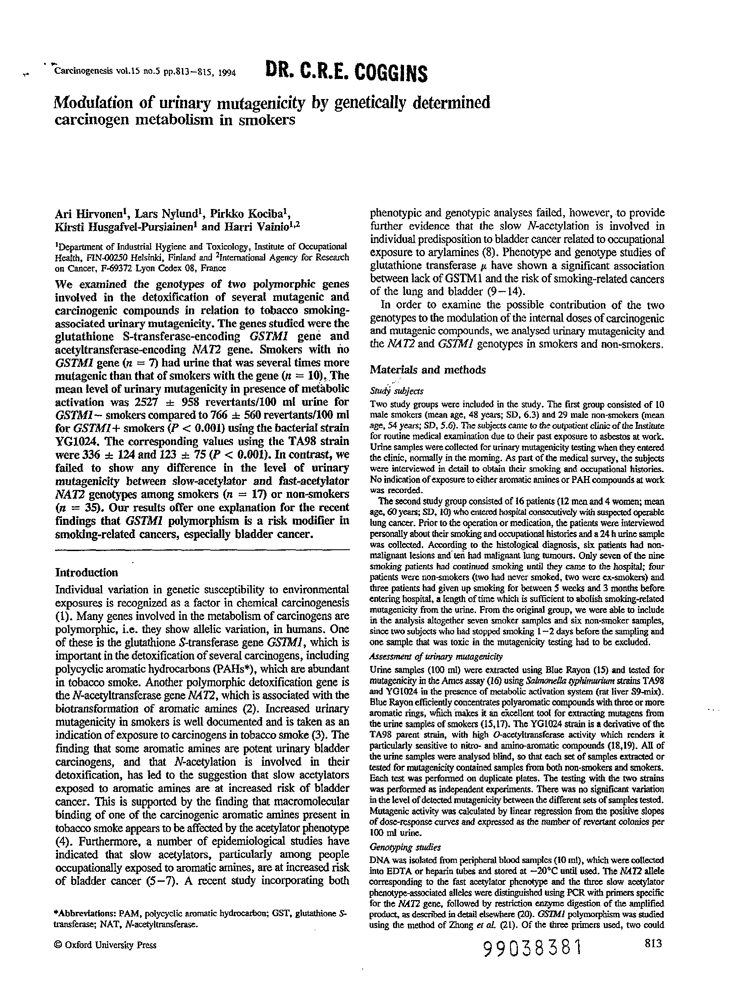 Carcinogenesis vol.15 no.5 pp.813–815, 1994
DR. C.R.E. COGGINS
Modulation of urinary mutagenicity by genetically determined
carcinogen metabolism in smokers
Ari Hirvonen¹, Lars Nylund¹, Pirkko Kociba¹,
Kirsti Husgafvel-Pursiainen¹ and Harri Vainio¹,²
¹Department of Industrial Hygiene and Toxicology, Institute of Occupational
Health, FIN-00250 Helsinki, Finland and ²International Agency for Research
on Cancer, F-69372 Lyon Codex 08, France
We examined the genotypes of two polymorphic genes
involved in the detoxification of several mutagenic and
carcinogenic compounds in relation to tobacco smoking-
associated urinary mutagenicity. The genes studied were the
glutathione S-transferase-encoding GSTM1 gene and
acetyltransferase-encoding NAT2 gene. Smokers with no
GSTM1 gene (n = 7) had urine that was several times more
mutagenic than that of smokers with the gene (n = 10). The
mean level of urinary mutagenicity in presence of metabolic
activation was 2527 ± 958 revertants/100 ml urine for
GSTM1− smokers compared to 766 ± 560 revertants/100 ml
for GSTM1+ smokers (P < 0.001) using the bacterial strain
YG1024. The corresponding values using the TA98 strain
were 336 ± 124 and 123 ± 75 (P < 0.001). In contrast, we
failed to show any difference in the level of urinary
mutagenicity between slow-acetylator and fast-acetylator
NAT2 genotypes among smokers (n = 17) or non-smokers
(n = 35). Our results offer one explanation for the recent
findings that GSTM1 polymorphism is a risk modifier in
smoking-related cancers, especially bladder cancer.
Introduction
Individual variation in genetic susceptibility to environmental
exposures is recognized as a factor in chemical carcinogenesis
(1). Many genes involved in the metabolism of carcinogens are
polymorphic, i.e. they show allelic variation, in humans. One
of these is the glutathione S-transferase gene GSTM1, which is
important in the detoxification of several carcinogens, including
polycyclic aromatic hydrocarbons (PAHs*), which are abundant
in tobacco smoke. Another polymorphic detoxification gene is
the N-acetyltransferase gene NAT2, which is associated with the
biotransformation of aromatic amines (2). Increased urinary
mutagenicity in smokers is well documented and is taken as an
indication of exposure to carcinogens in tobacco smoke (3). The
finding that some aromatic amines are potent urinary bladder
carcinogens, and that N-acetylation is involved in their
detoxification, has led to the suggestion that slow acetylators
exposed to aromatic amines are at increased risk of bladder
cancer. This is supported by the finding that macromolecular
binding of one of the carcinogenic aromatic amines present in
tobacco smoke appears to be affected by the acetylator phenotype
(4). Furthermore, a number of epidemiological studies have
indicated that slow acetylators, particularly among people
occupationally exposed to aromatic amines, are at increased risk
of bladder cancer (5–7). A recent study incorporating both
*Abbreviations: PAM, polycyclic aromatic hydrocarbon; GST, glutathione S-
transferase; NAT, N-acetyltransferase.
© Oxford University Press
phenotypic and genotypic analyses failed, however, to provide
further evidence that the slow N-acetylation is involved in
individual predisposition to bladder cancer related to occupational
exposure to arylamines (8). Phenotype and genotype studies of
glutathione transferase μ have shown a significant association
between lack of GSTM1 and the risk of smoking-related cancers
of the lung and bladder (9–14).
In order to examine the possible contribution of the two
genotypes to the modulation of the internal doses of carcinogenic
and mutagenic compounds, we analysed urinary mutagenicity and
the NAT2 and GSTM1 genotypes in smokers and non-smokers.
Materials and methods
Study subjects
Two study groups were included in the study. The first group consisted of 10
male smokers (mean age, 48 years; SD, 6.3) and 29 male non-smokers (mean
age, 54 years; SD, 5.6). The subjects came to the outpatient clinic of the Institute
for routine medical examination due to their past exposure to asbestos at work.
Urine samples were collected for urinary mutagenicity testing when they entered
the clinic, normally in the morning. As part of the medical survey, the subjects
were interviewed in detail to obtain their smoking and occupational histories.
No indication of exposure to either aromatic amines or PAH compounds at work
was recorded.
The second study group consisted of 16 patients (12 men and 4 women; mean
age, 60 years; SD, 10) who entered hospital consecutively with suspected operable
lung cancer. Prior to the operation or medication, the patients were interviewed
personally about their smoking and occupational histories and a 24 h urine sample
was collected. According to the histological diagnosis, six patients had non-
malignant lesions and ten had malignant lung tumours. Only seven of the nine
smoking patients had continued smoking until they came to the hospital; four
patients were non-smokers (two had never smoked, two were ex-smokers) and
three patients had given up smoking for between 5 weeks and 3 months before
entering hospital, a length of time which is sufficient to abolish smoking-related
mutagenicity from the urine. From the original group, we were able to include
in the analysis altogether seven smoker samples and six non-smoker samples,
since two subjects who had stopped smoking 1–2 days before the sampling and
one sample that was toxic in the mutagenicity testing had to be excluded.
Assessment of urinary mutagenicity
Urine samples (100 ml) were extracted using Blue Rayon (15) and tested for
mutagenicity in the Ames assay (16) using Salmonella typhimurium strains TA98
and YG1024 in the presence of metabolic activation system (rat liver S9-mix).
Blue Rayon efficiently concentrates polyaromatic compounds with three or more
aromatic rings, which makes it an excellent tool for extracting mutagens from
the urine samples of smokers (15,17). The YG1024 strain is a derivative of the
TA98 parent strain, with high O-acetyltransferase activity which renders it
particularly sensitive to nitro- and amino-aromatic compounds (18,19). All of
the urine samples were analysed blind, so that each set of samples extracted or
tested for mutagenicity contained samples from both non-smokers and smokers.
Each test was performed on duplicate plates. The testing with the two strains
was performed as independent experiments. There was no significant variation
in the level of detected mutagenicity between the different sets of samples tested.
Mutagenic activity was calculated by linear regression from the positive slopes
of dose-response curves and expressed as the number of revertant colonies per
100 ml urine.
Genotyping studies
DNA was isolated from peripheral blood samples (10 ml), which were collected
into EDTA or heparin tubes and stored at −20°C until used. The NAT2 allele
corresponding to the fast acetylator phenotype and the three slow acetylator
phenotype-associated alleles were distinguished using PCR with primers specific
for the NAT2 gene, followed by restriction enzyme digestion of the amplified
product, as described in detail elsewhere (20). GSTM1 polymorphism was studied
using the method of Zhong et al. (21). Of the three primers used, two could
99038381
813